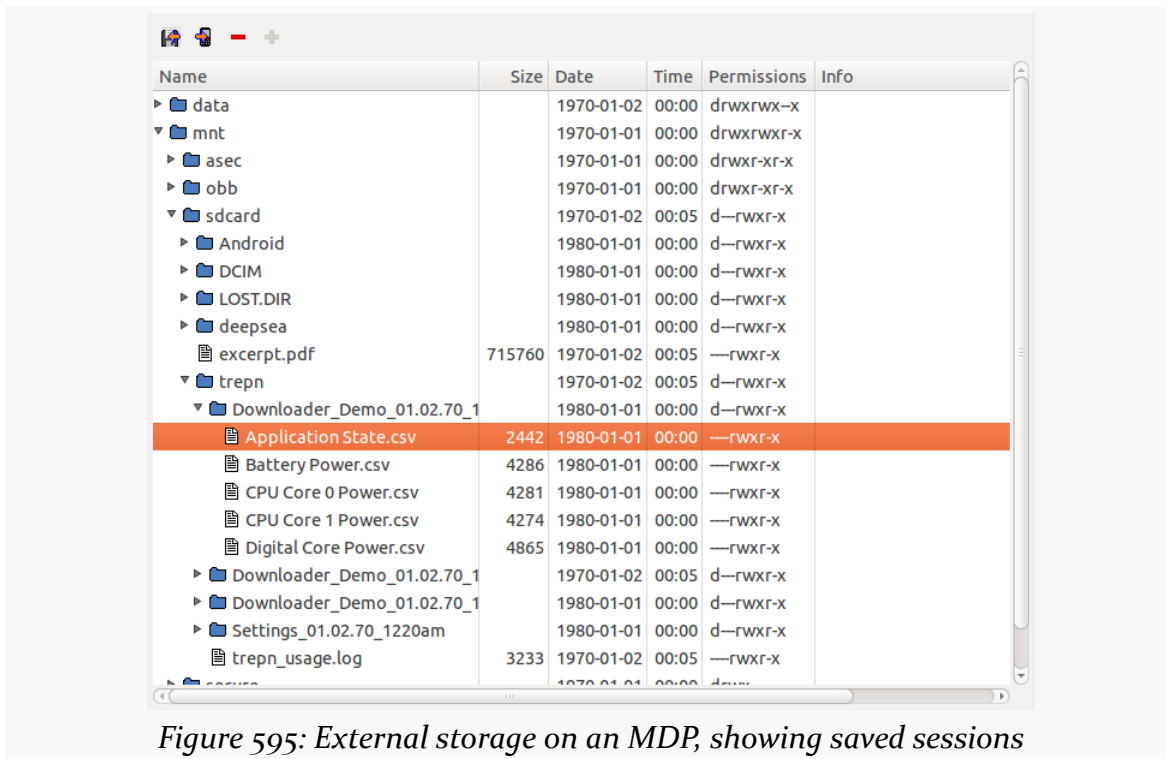 Name Size Date Time Permissions Info
data 1970-01-02 00:00 drwxrwx--x
mnt 1970-01-01 00:00 drwxrwxr-x
asec 1970-01-01 00:00 drwxr-xr-x
obb 1970-01-01 00:00 drwxr-xr-x
sdcard 1970-01-02 00:05 d---rwxr-x
Android 1980-01-01 00:00 d---rwxr-x
DCIM 1980-01-01 00:00 d---rwxr-x
LOST.DIR 1980-01-01 00:00 d---rwxr-x
deepsea 1980-01-01 00:00 d---rwxr-x
excerpt.pdf 715760 1970-01-02 00:05 ----rwxr-x
trepn 1970-01-02 00:05 d---rwxr-x
Downloader_Demo_01.02.70_1 1980-01-01 00:00 d---rwxr-x
Application State.csv 2442 1980-01-01 00:00 ----rwxr-x
Battery Power.csv 4286 1980-01-01 00:00 ----rwxr-x
CPU Core 0 Power.csv 4281 1980-01-01 00:00 ----rwxr-x
CPU Core 1 Power.csv 4274 1980-01-01 00:00 ----rwxr-x
Digital Core Power.csv 4865 1980-01-01 00:00 ----rwxr-x
Downloader_Demo_01.02.70_1 1970-01-02 00:05 d---rwxr-x
Downloader_Demo_01.02.70_1 1980-01-01 00:00 d---rwxr-x
Settings_01.02.70_1220am 1980-01-01 00:00 d---rwxr-x
trepn_usage.log 3233 1970-01-02 00:05 ----rwxr-x
Figure 595: External storage on an MDP, showing saved sessions